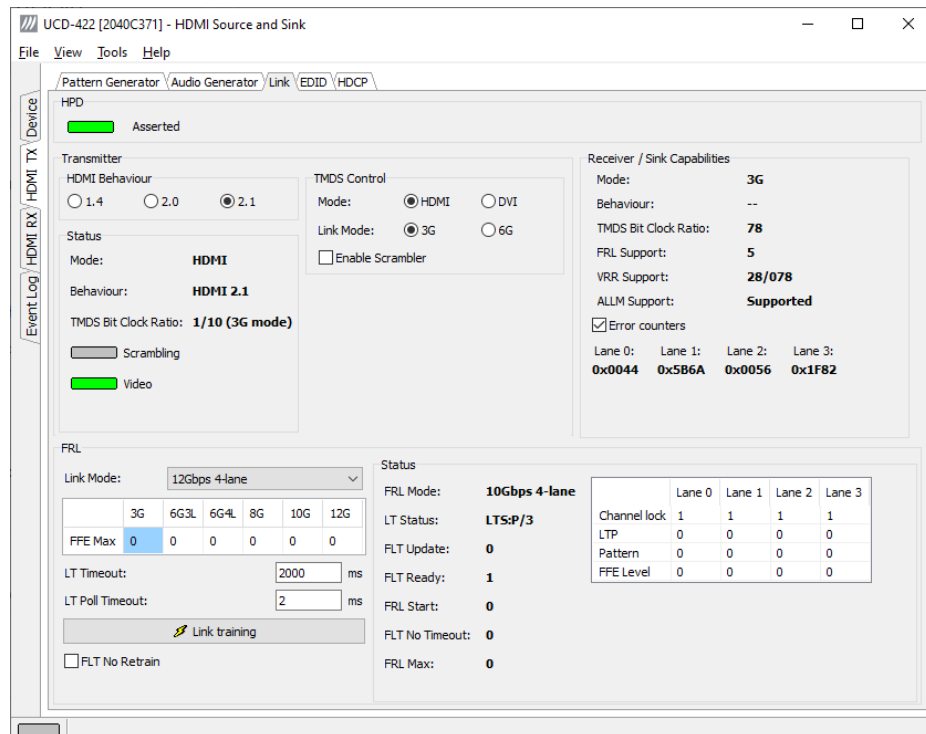 UCD-422 [2040C371] - HDMI Source and Sink
File View Tools Help
Pattern Generator Audio Generator Link EDID HDCP
Device
HDMI TX
HDMI RX
Event Log
HPD
Asserted
Transmitter
HDMI Behaviour
1.4 2.0 2.1
Status
Mode: HDMI
Behaviour: HDMI 2.1
TMDS Bit Clock Ratio: 1/10 (3G mode)
Scrambling
Video
TMDS Control
Mode: HDMI DVI
Link Mode: 3G 6G
Enable Scrambler
Receiver / Sink Capabilities
Mode: 3G
Behaviour: --
TMDS Bit Clock Ratio: 78
FRL Support: 5
VRR Support: 28/078
ALLM Support: Supported
Error counters
Lane 0: Lane 1: Lane 2: Lane 3:
0x0044 0x5B6A 0x0056 0x1F82
FRL
Link Mode: 12Gbps 4-lane
3G 6G3L 6G4L 8G 10G 12G
FFE Max 0 0 0 0 0 0
LT Timeout: 2000 ms
LT Poll Timeout: 2 ms
Link training
FLT No Retrain
Status
FRL Mode: 10Gbps 4-lane
LT Status: LTS:P/3
FLT Update: 0
FLT Ready: 1
FRL Start: 0
FLT No Timeout: 0
FRL Max: 0
Lane 0 Lane 1 Lane 2 Lane 3
Channel lock 1 1 1 1
LTP 0 0 0 0
Pattern 0 0 0 0
FFE Level 0 0 0 0